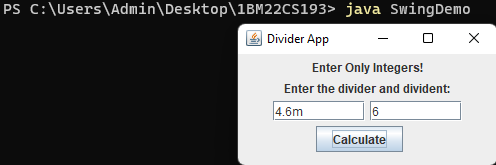 PS C:\Users\Admin\Desktop\1BM22CS193> java SwingDemo
Divider App
Enter Only Integers!
Enter the divider and divident:
4.6m 6
Calculate